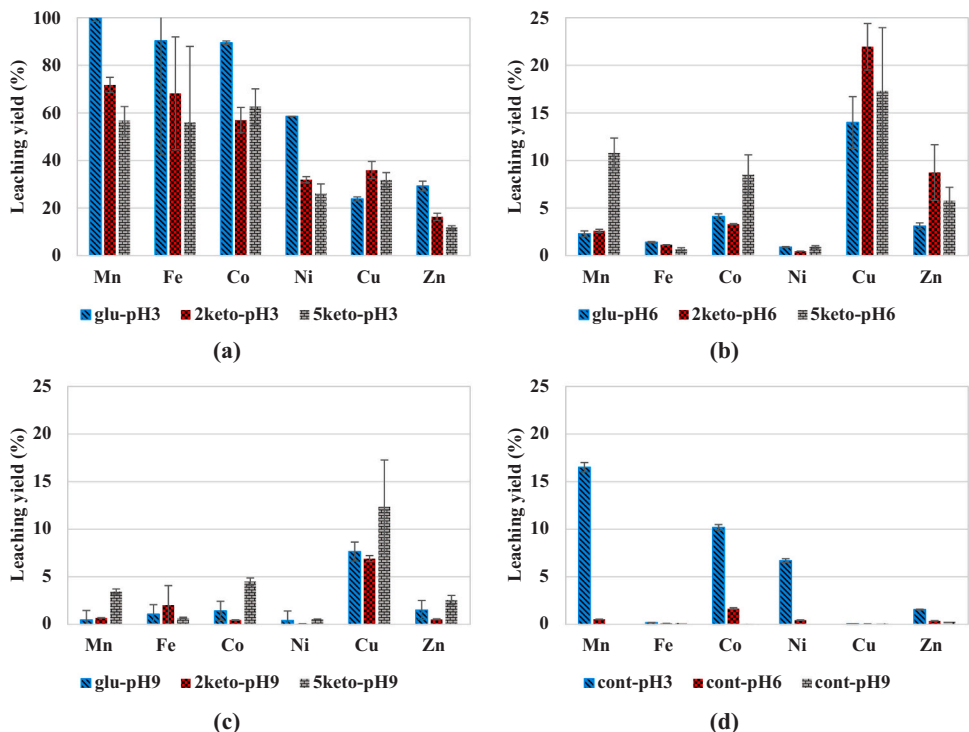 Leaching yield (%)
100
80
60
40
20
0
Mn Fe Co Ni Cu Zn
glu-pH3 2keto-pH3 5keto-pH3
(a)
Leaching yield (%)
25
20
15
10
5
0
Mn Fe Co Ni Cu Zn
glu-pH6 2keto-pH6 5keto-pH6
(b)
Leaching yield (%)
25
20
15
10
5
0
Mn Fe Co Ni Cu Zn
glu-pH9 2keto-pH9 5keto-pH9
(c)
Leaching yield (%)
25
20
15
10
5
0
Mn Fe Co Ni Cu Zn
cont-pH3 cont-pH6 cont-pH9
(d)